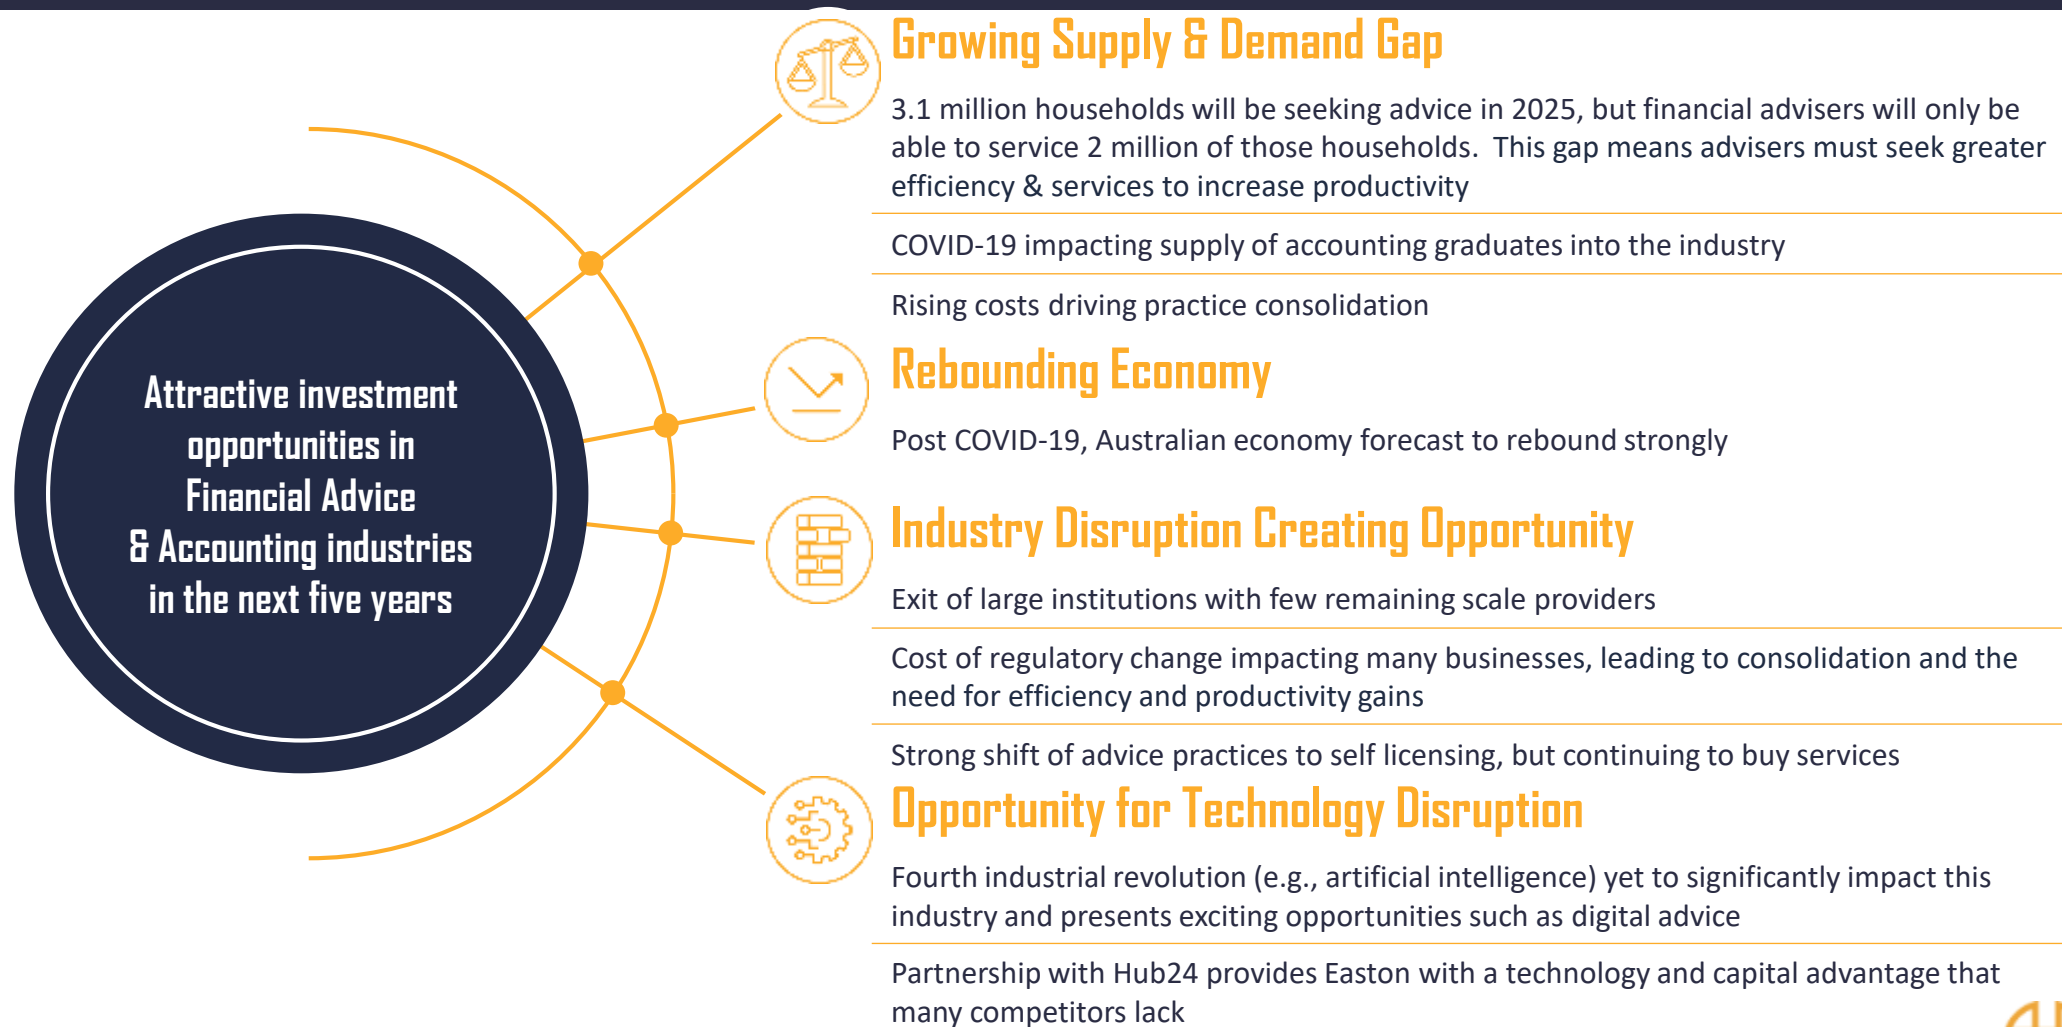 Attractive investment
opportunities in
Financial Advice
& Accounting industries
in the next five years
Growing Supply & Demand Gap
3.1 million households will be seeking advice in 2025, but financial advisers will only be
able to service 2 million of those households.  This gap means advisers must seek greater
efficiency & services to increase productivity
COVID-19 impacting supply of accounting graduates into the industry
Rising costs driving practice consolidation
Rebounding Economy
Post COVID-19, Australian economy forecast to rebound strongly
Industry Disruption Creating Opportunity
Exit of large institutions with few remaining scale providers
Cost of regulatory change impacting many businesses, leading to consolidation and the
need for efficiency and productivity gains
Strong shift of advice practices to self licensing, but continuing to buy services
Opportunity for Technology Disruption
Fourth industrial revolution (e.g., artificial intelligence) yet to significantly impact this
industry and presents exciting opportunities such as digital advice
Partnership with Hub24 provides Easton with a technology and capital advantage that
many competitors lack